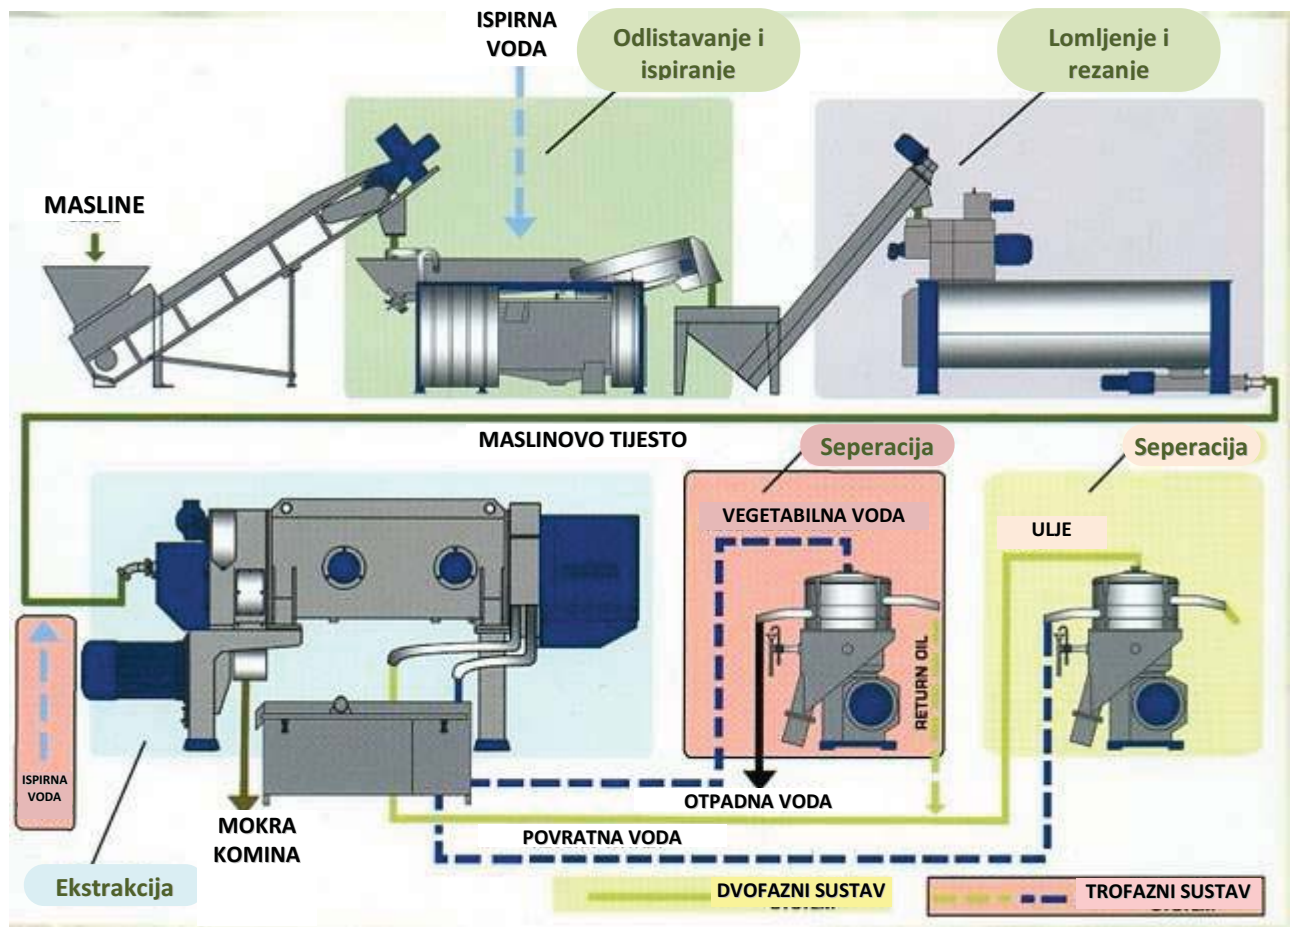 ISPIRNA
VODA
Odlistavanje i
ispiranje
Lomljenje i
rezanje
MASLINE
MASLINOVO TIJESTO
Seperacija
Seperacija
VEGETABILNA VODA
ULJE
RETURN OIL
ISPIRNA
VODA
MOKRA
KOMINA
OTPADNA VODA
POVRATNA VODA
Ekstrakcija
DVOFAZNI SUSTAV
TROFAZNI SUSTAV